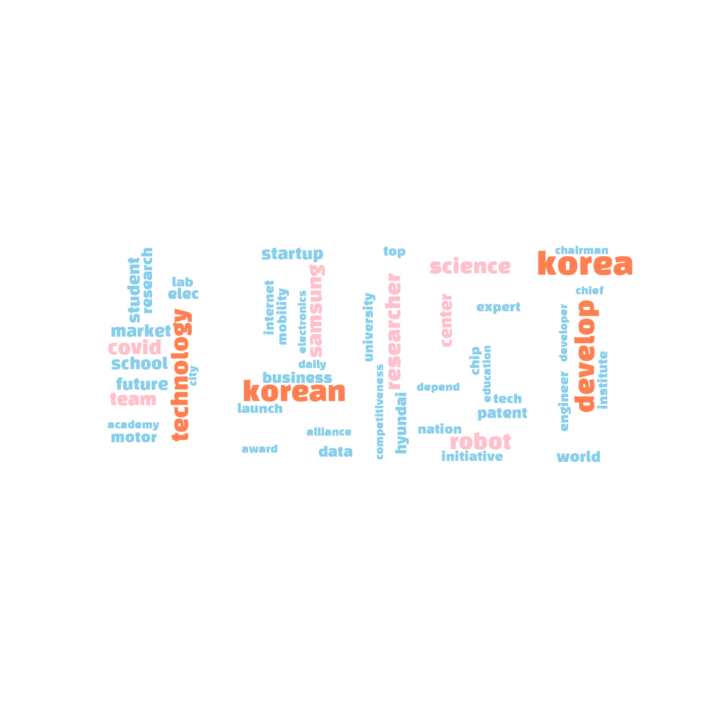 student
research
lab
elec
market
covid
school
technology
city
future
team
academy
motor
startup
internet
mobility
electronics
samsung
daily
business
korean
launch
alliance
award
data
top
university
researcher
competitiveness
hyundai
science
center
expert
chip
education
depend
tech
patent
nation
robot
initiative
chairman
korea
chief
developer
develop
engineer
institute
world